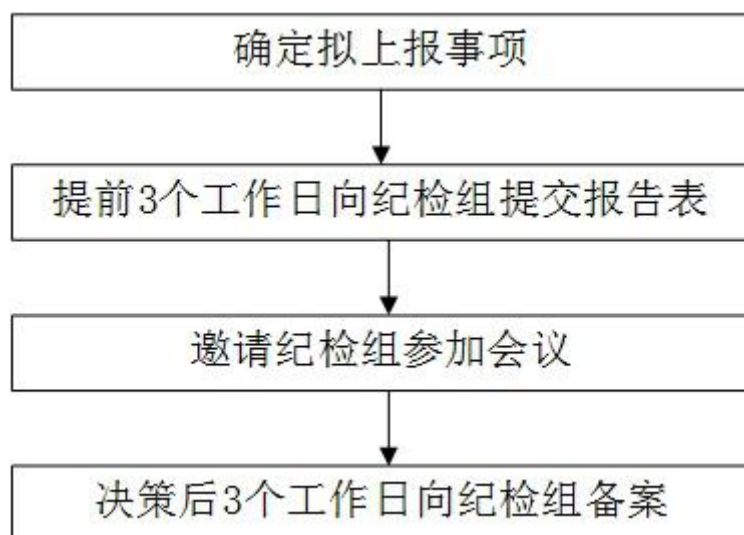 确定拟上报事项
提前3个工作日向纪检组提交报告表
邀请纪检组参加会议
决策后3个工作日向纪检组备案